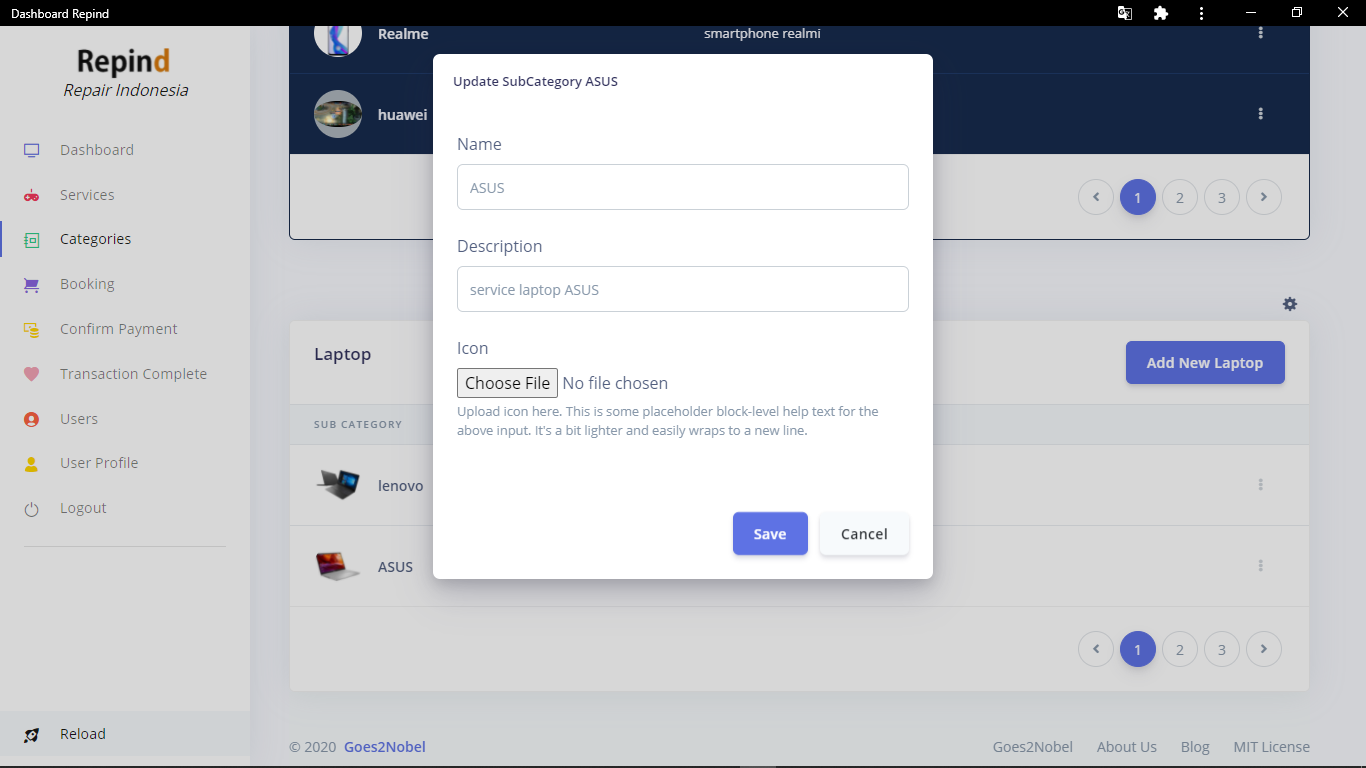 Dashboard Repind
Repind
Repair Indonesia
Dashboard
Services
Categories
Booking
Confirm Payment
Transaction Complete
Users
User Profile
Logout
Reload
Realme
smartphone realmi
huawei
1
2
3
Update SubCategory ASUS
Name
ASUS
Description
service laptop ASUS
Icon
Choose File No file chosen
Upload icon here. This is some placeholder block-level help text for the
above input. It's a bit lighter and easily wraps to a new line.
Save
Cancel
Laptop
Add New Laptop
SUB CATEGORY
lenovo
ASUS
1
2
3
© 2020 Goes2Nobel
Goes2Nobel
About Us
Blog
MIT License